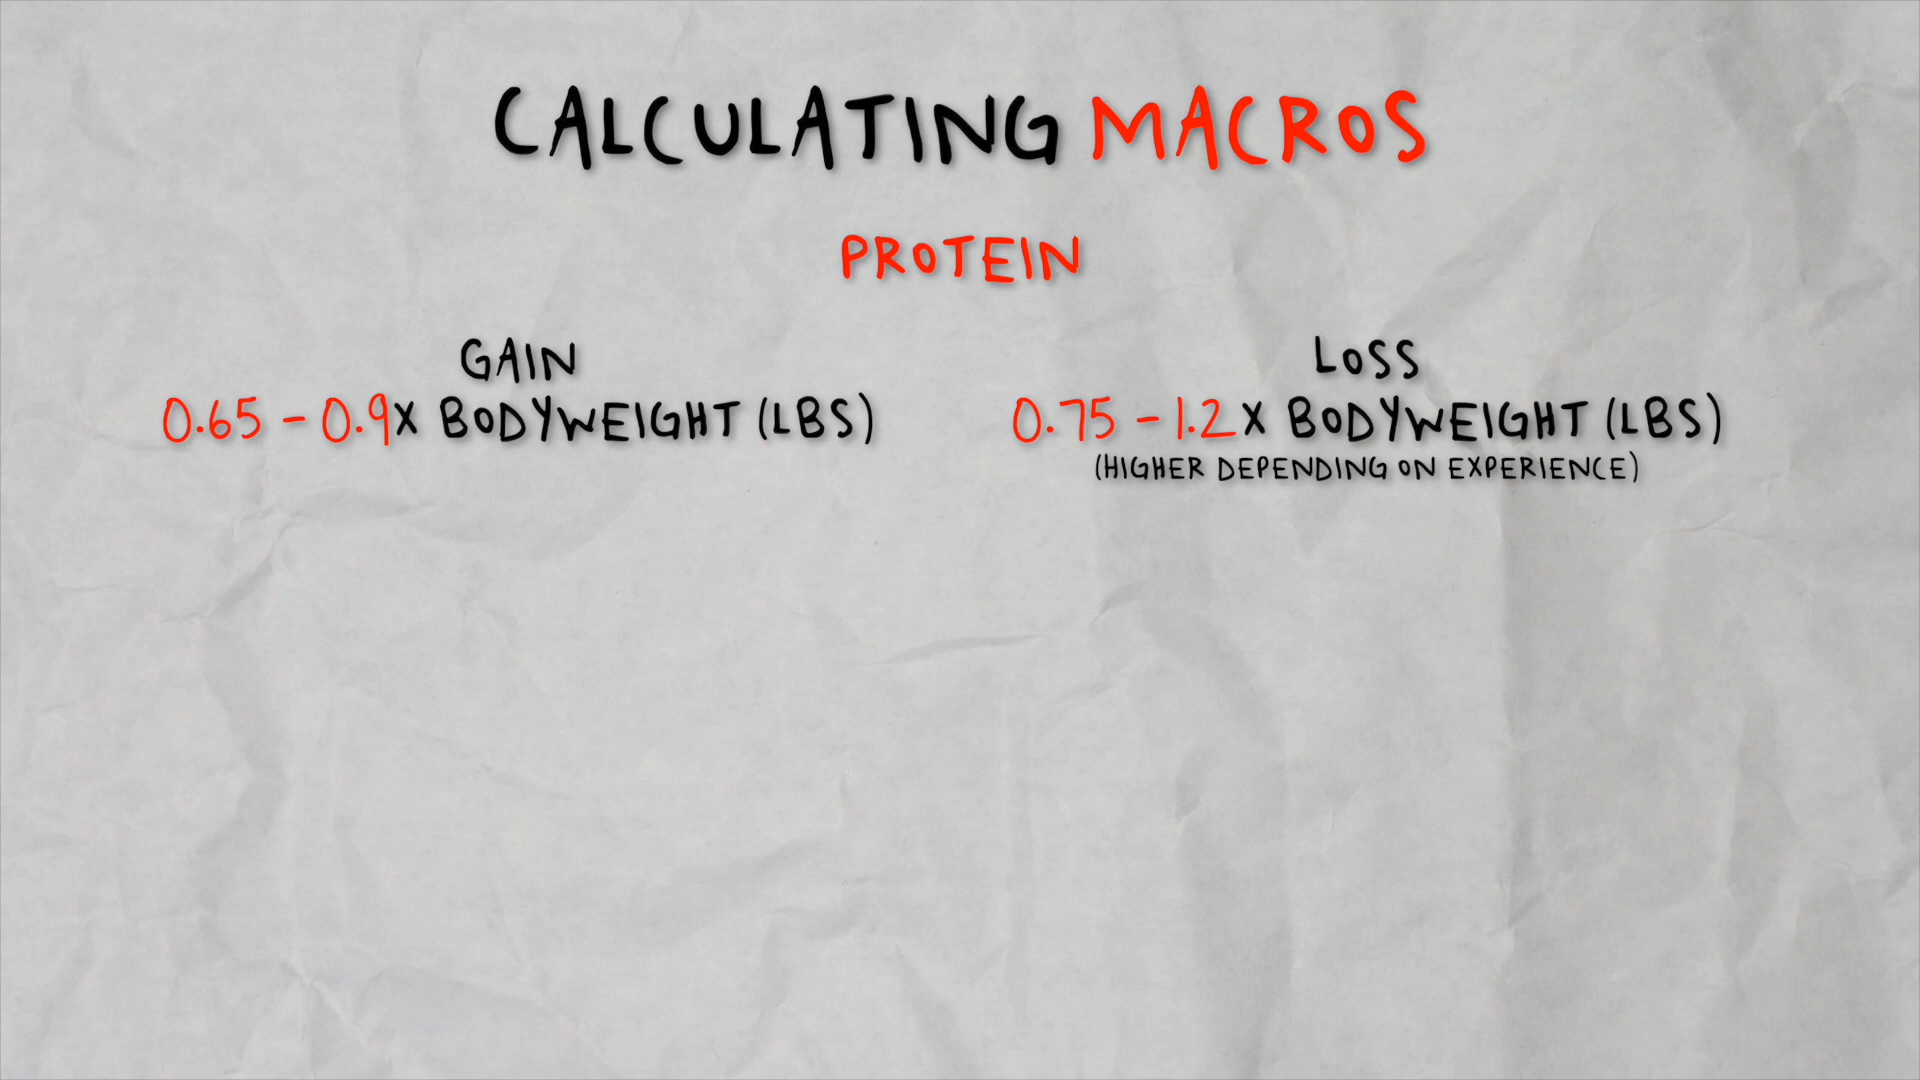 CALCULATING MACROS
PROTEIN
GAIN
0.65 - 0.9X BODYWEIGHT (LBS)
LOSS
0.75 - 1.2X BODYWEIGHT (LBS)
(HIGHER DEPENDING ON EXPERIENCE)